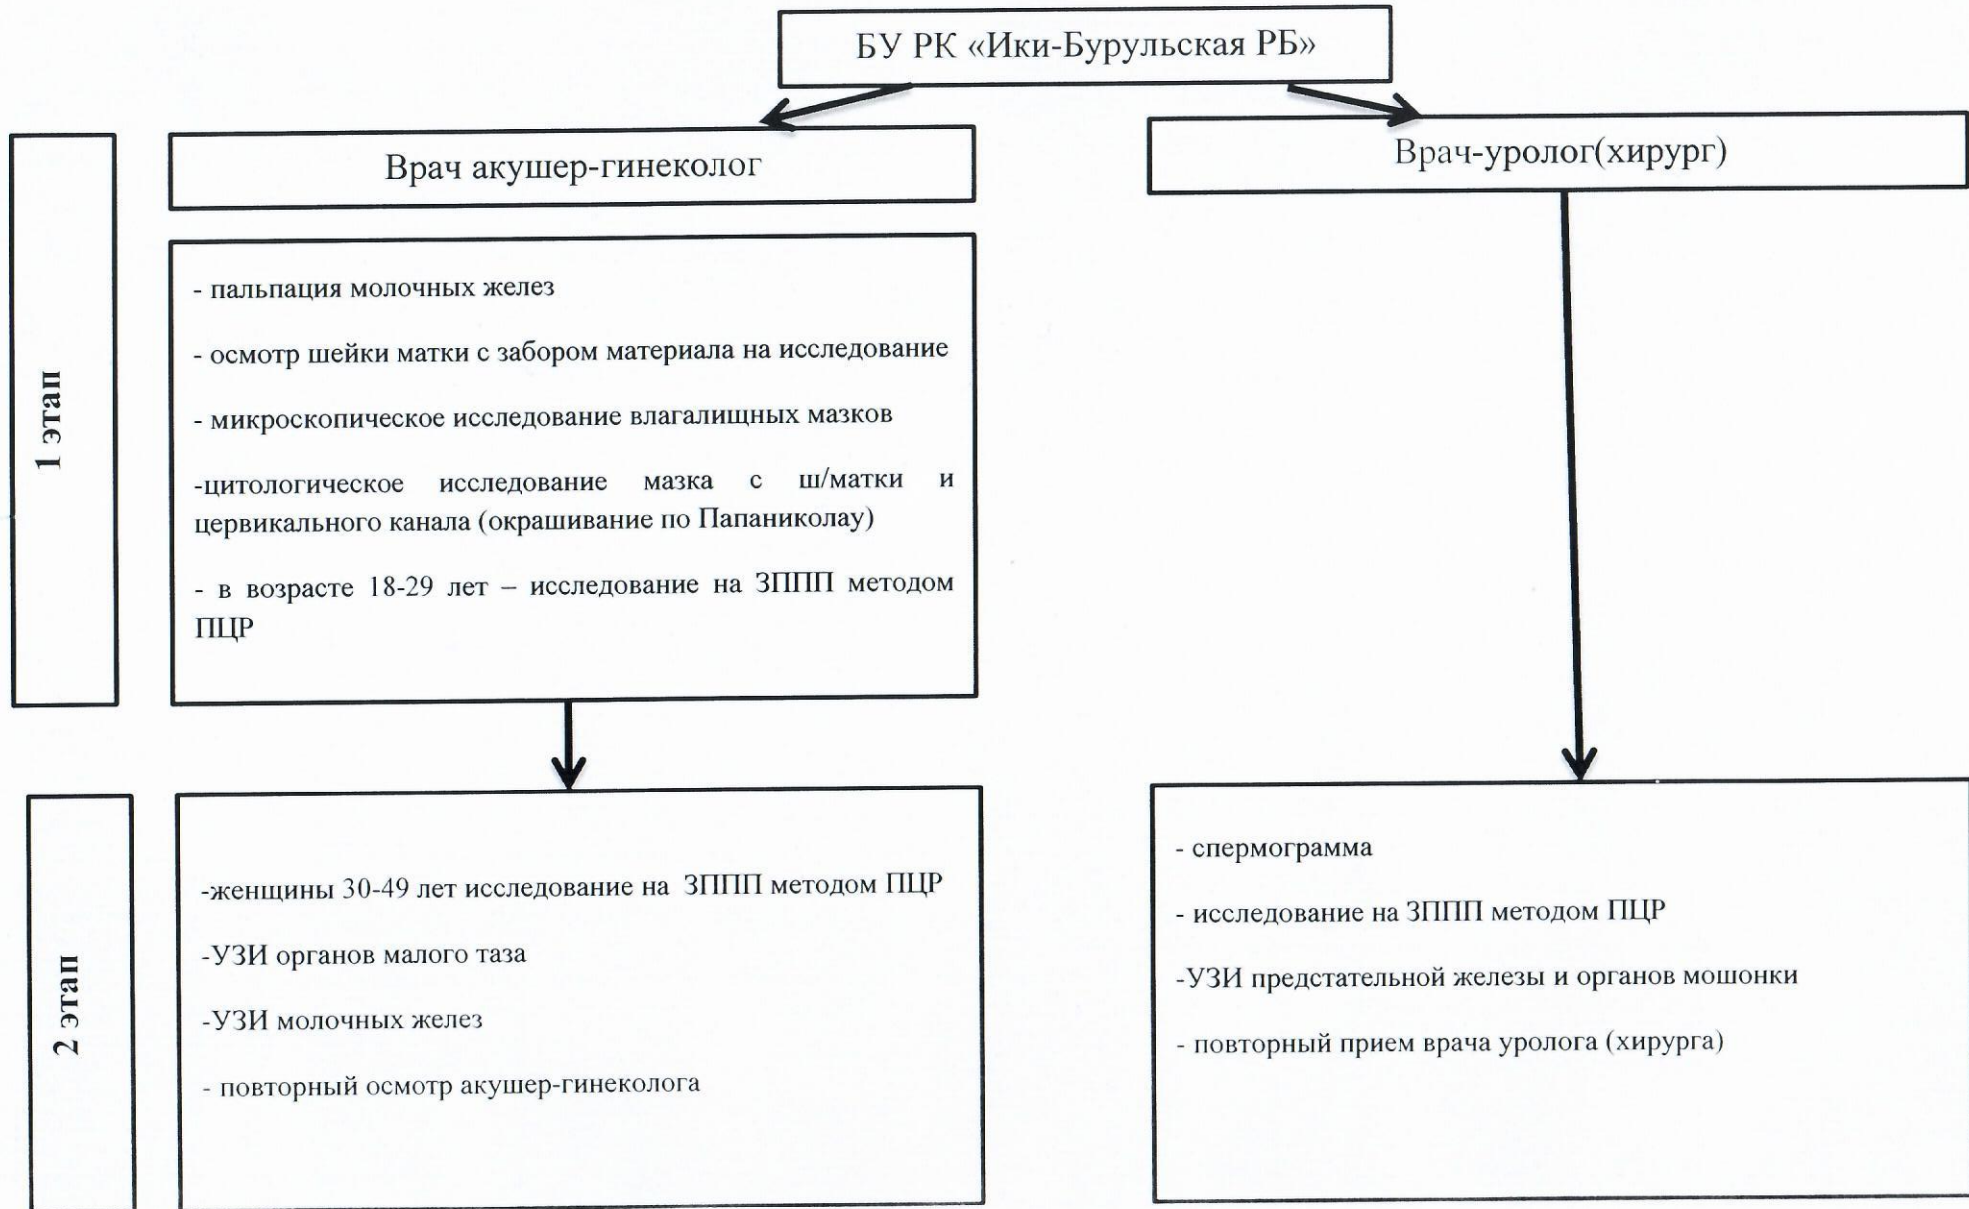 БУ РК «Ики-Бурульская РБ»
1 этап
Врач акушер-гинеколог
- пальпация молочных желез
- осмотр шейки матки с забором материала на исследование
- микроскопическое исследование влагалищных мазков
-цитологическое исследование мазка с ш/матки и
цервикального канала (окрашивание по Папаниколау)
- в возрасте 18-29 лет – исследование на ЗППП методом
ПЦР
Врач-уролог(хирург)
2 этап
-женщины 30-49 лет исследование на ЗППП методом ПЦР
-УЗИ органов малого таза
-УЗИ молочных желез
- повторный осмотр акушер-гинеколога
- спермограмма
- исследование на ЗППП методом ПЦР
-УЗИ предстательной железы и органов мошонки
- повторный прием врача уролога (хирурга)